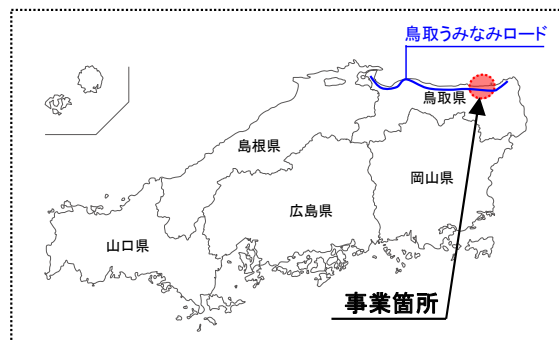 鳥取うみなみロード
鳥取県
島根県
岡山県
広島県
山口県
事業箇所